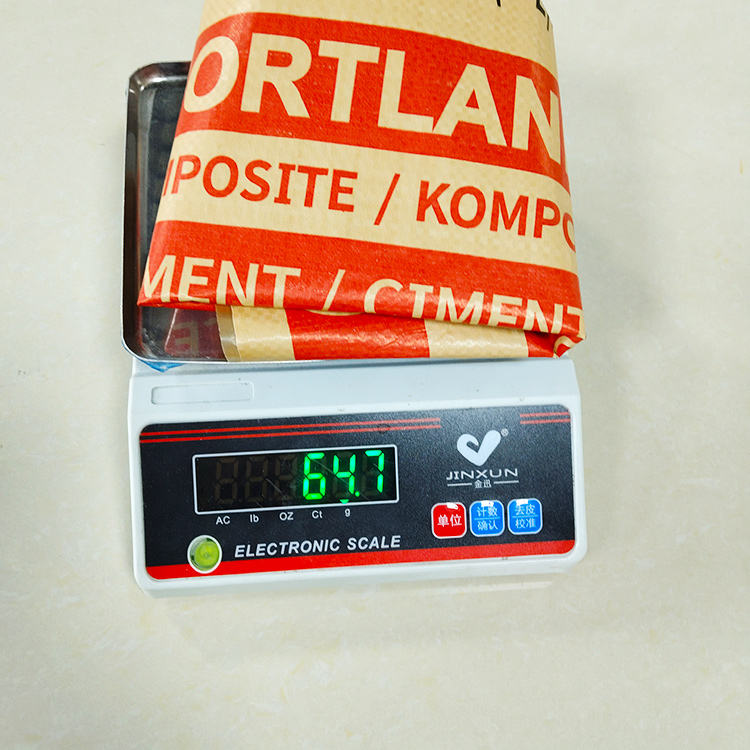 ORTLAN
MPOSITE / KOMPO
MENT / CIMENT
64.7
AC lb OZ Ct g
ELECTRONIC SCALE
®
JINXUN
金迅
单位
计数
确认
去皮
校准